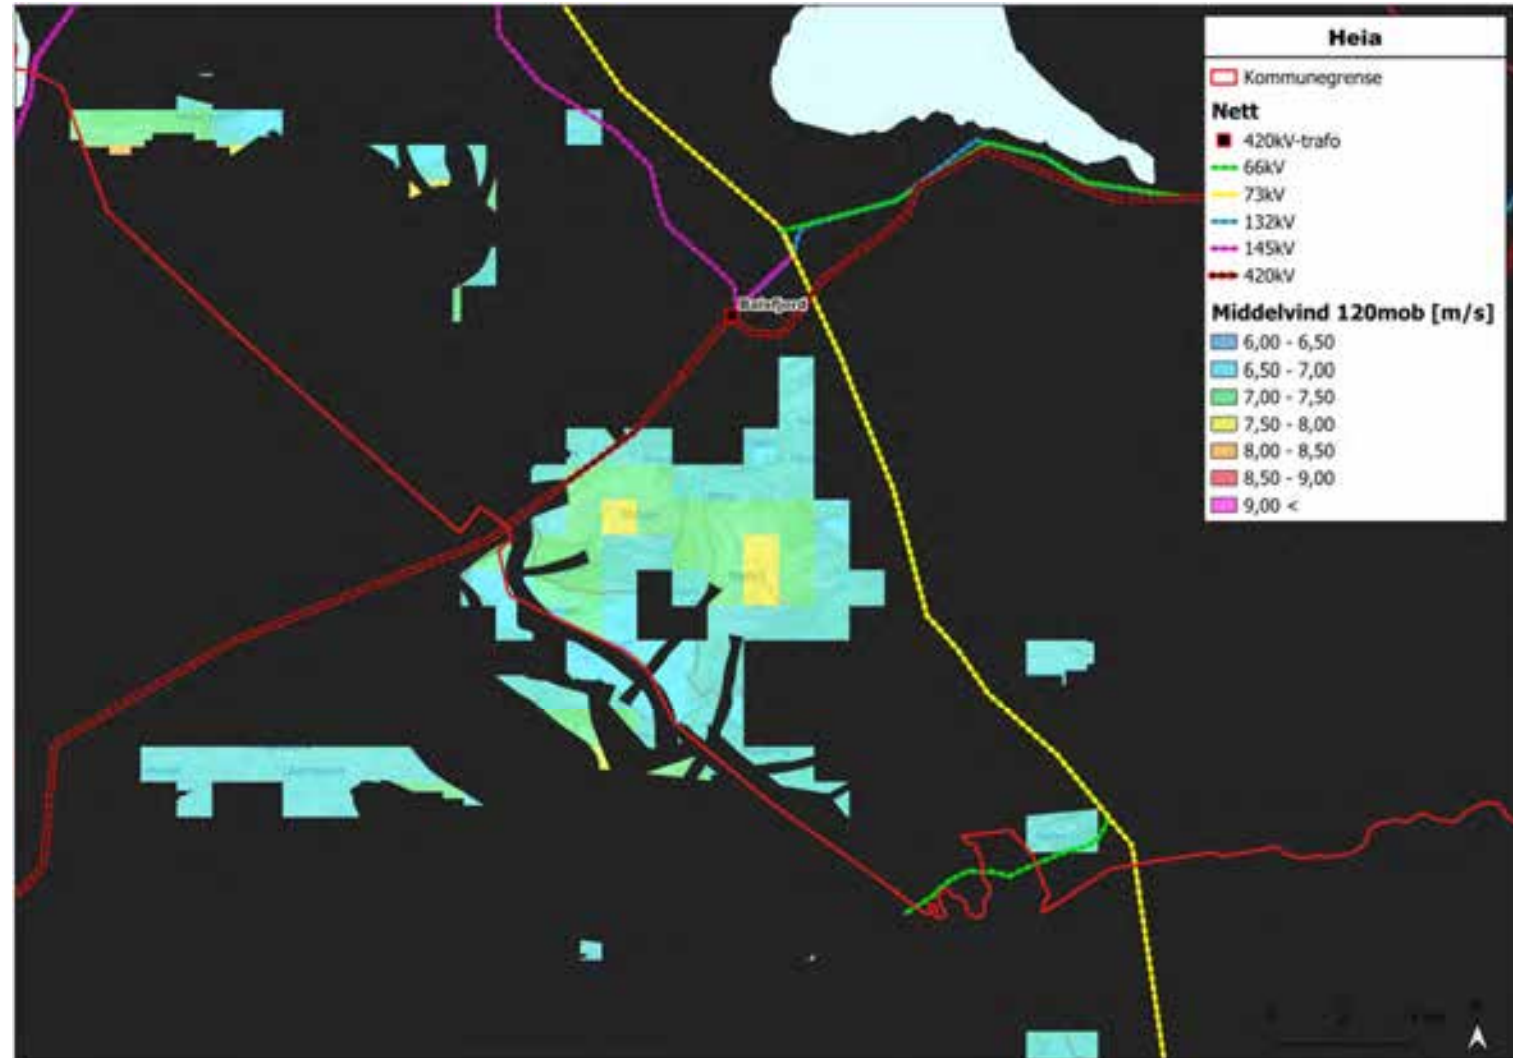 Heia
Kommunegrense
Nett
420kV-trafo
66kV
73kV
132kV
145kV
420kV
Middelvind 120mob [m/s]
6,00 - 6,50
6,50 - 7,00
7,00 - 7,50
7,50 - 8,00
8,00 - 8,50
8,50 - 9,00
9,00 <
Balsfjord